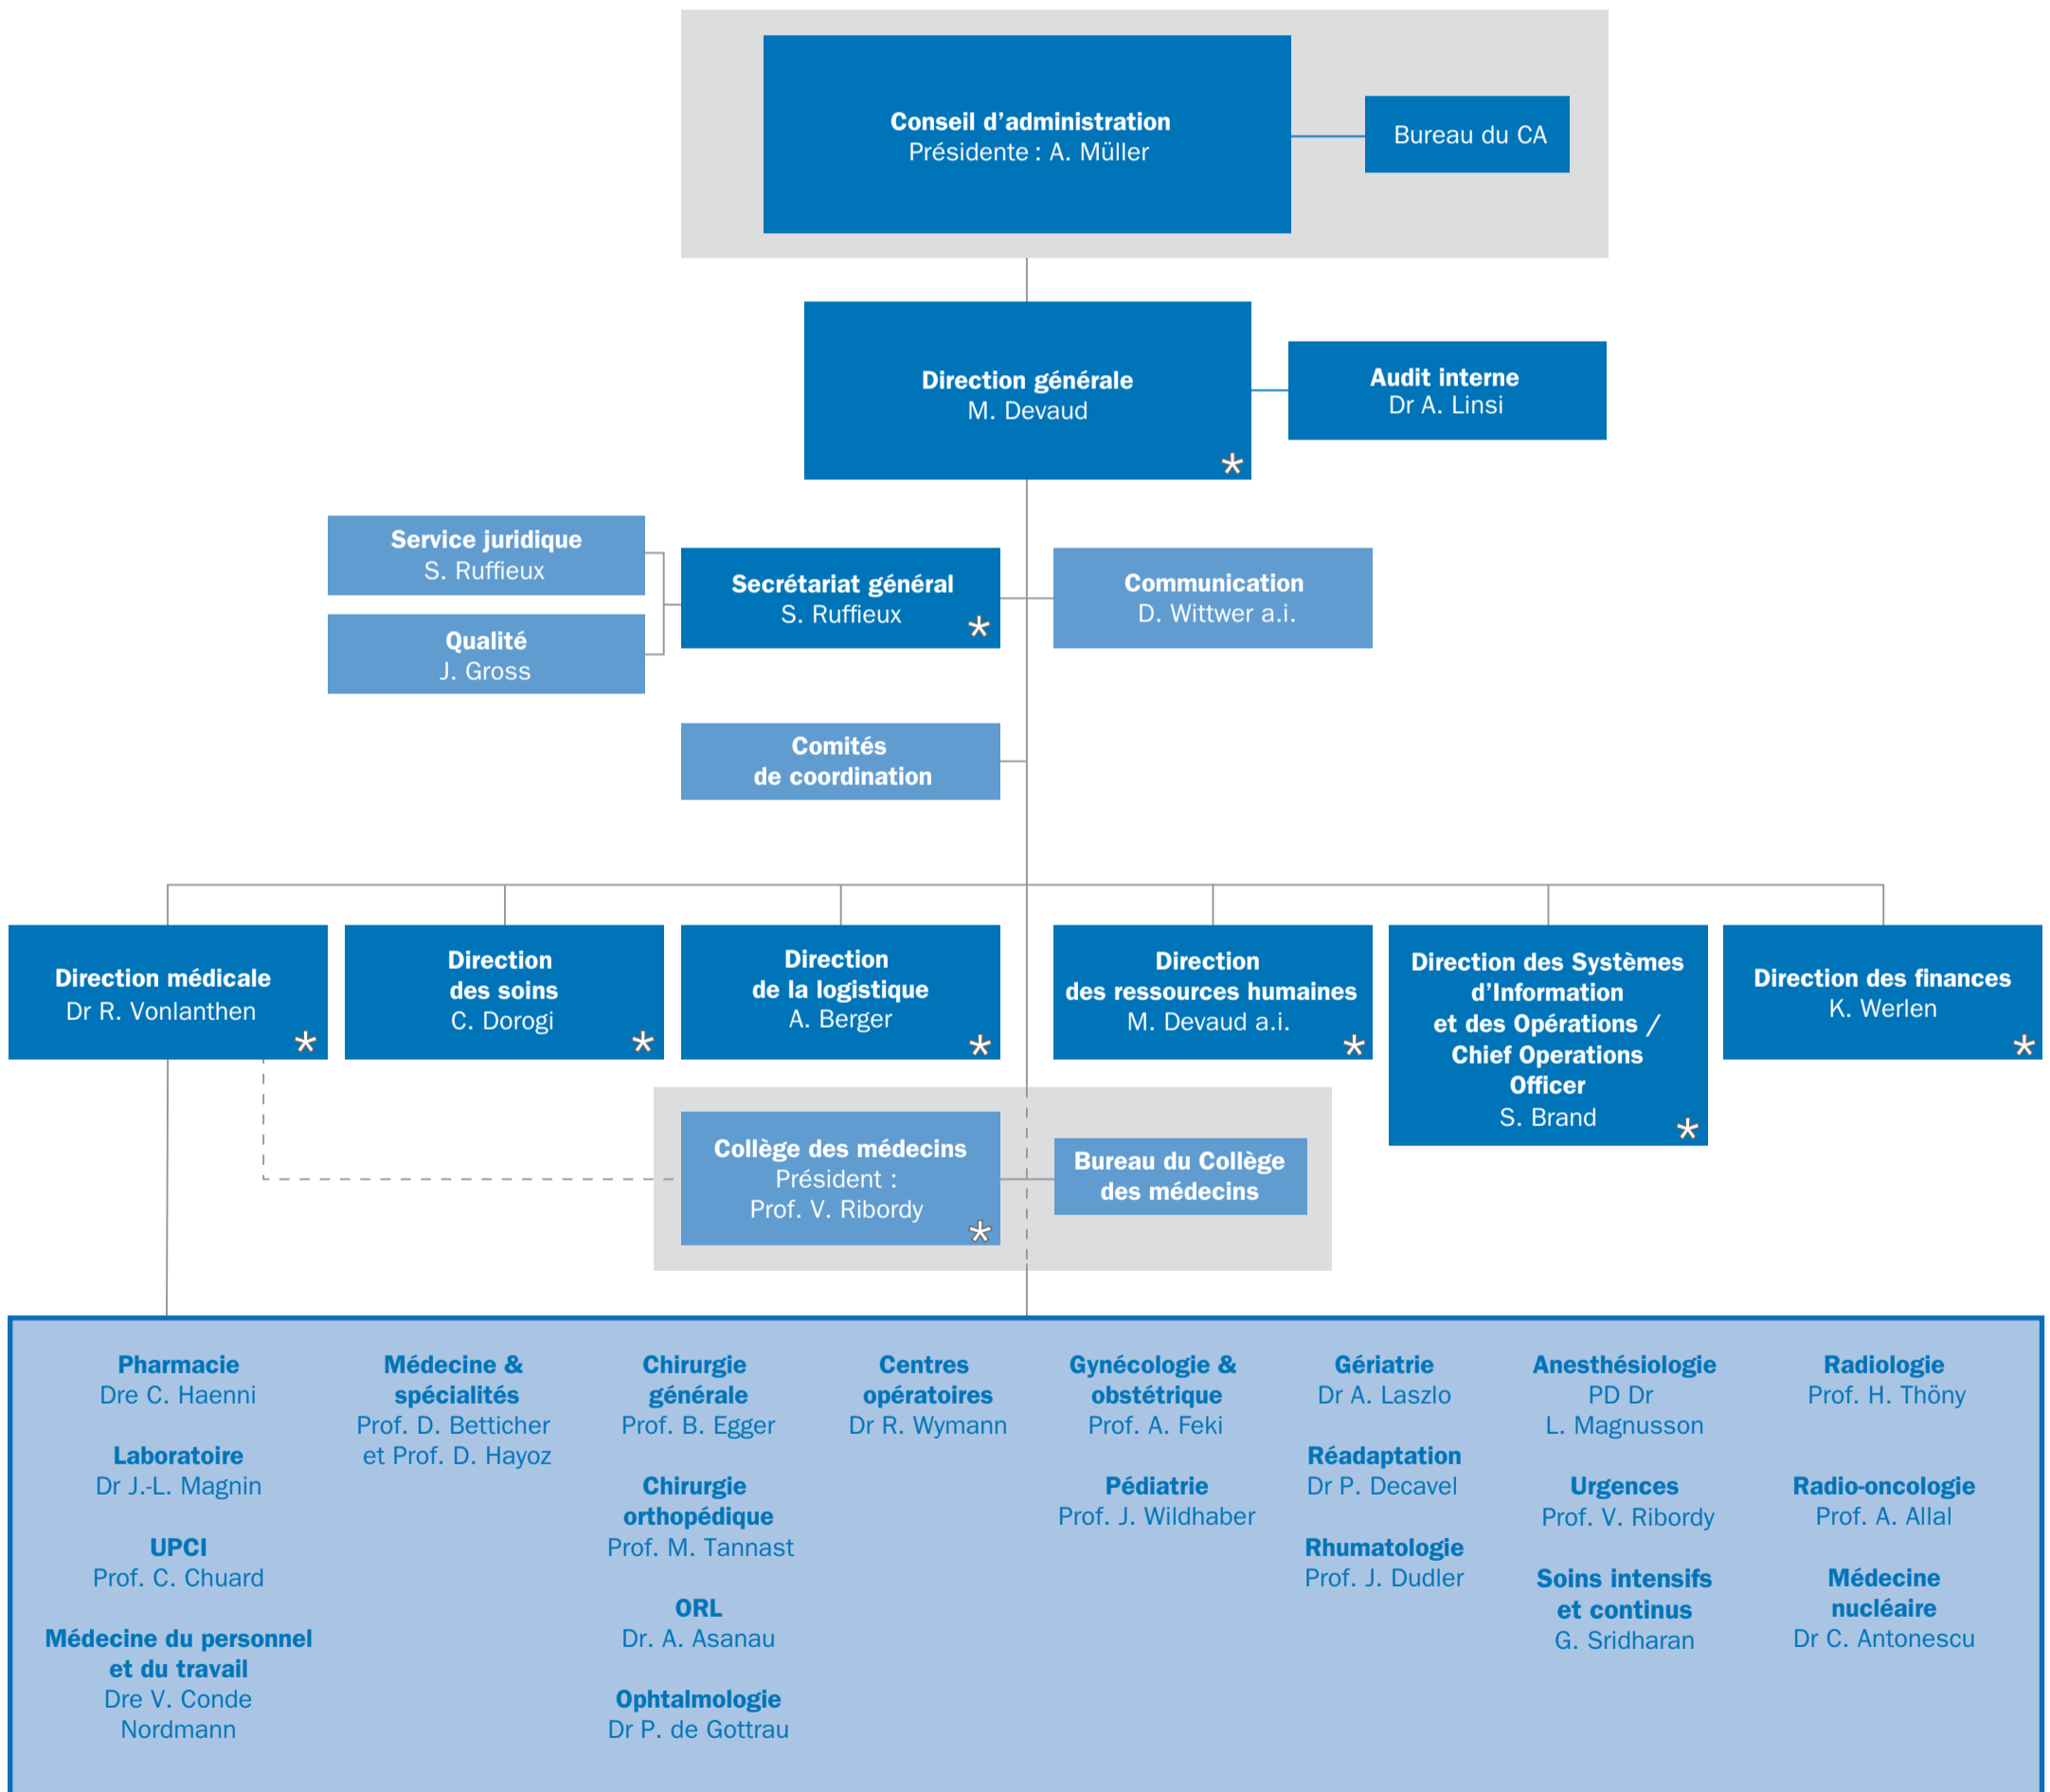 Conseil d’administration
Présidente : A. Müller
Bureau du CA
Direction générale
M. Devaud
*
Audit interne
Dr A. Linsi
Service juridique
S. Ruffieux
Qualité
J. Gross
Secrétariat général
S. Ruffieux
*
Communication
D. Wittwer a.i.
Comités
de coordination
Direction médicale
Dr R. Vonlanthen
*
Direction
des soins
C. Dorogi
*
Direction
de la logistique
A. Berger
*
Direction
des ressources humaines
M. Devaud a.i.
*
Direction des Systèmes
d’Information
et des Opérations /
Chief Operations
Officer
S. Brand
*
Direction des finances
K. Werlen
*
Collège des médecins
Président :
Prof. V. Ribordy
*
Bureau du Collège
des médecins
Pharmacie
Dre C. Haenni
Laboratoire
Dr J.-L. Magnin
UPCI
Prof. C. Chuard
Médecine du personnel
et du travail
Dre V. Conde
Nordmann
Médecine &
spécialités
Prof. D. Betticher
et Prof. D. Hayoz
Chirurgie
générale
Prof. B. Egger
Chirurgie
orthopédique
Prof. M. Tannast
ORL
Dr. A. Asanau
Ophtalmologie
Dr P. de Gottrau
Centres
opératoires
Dr R. Wymann
Gynécologie &
obstétrique
Prof. A. Feki
Pédiatrie
Prof. J. Wildhaber
Gériatrie
Dr A. Laszlo
Réadaptation
Dr P. Decavel
Rhumatologie
Prof. J. Dudler
Anesthésiologie
PD Dr
L. Magnusson
Urgences
Prof. V. Ribordy
Soins intensifs
et continus
G. Sridharan
Radiologie
Prof. H. Thöny
Radio-oncologie
Prof. A. Allal
Médecine
nucléaire
Dr C. Antonescu